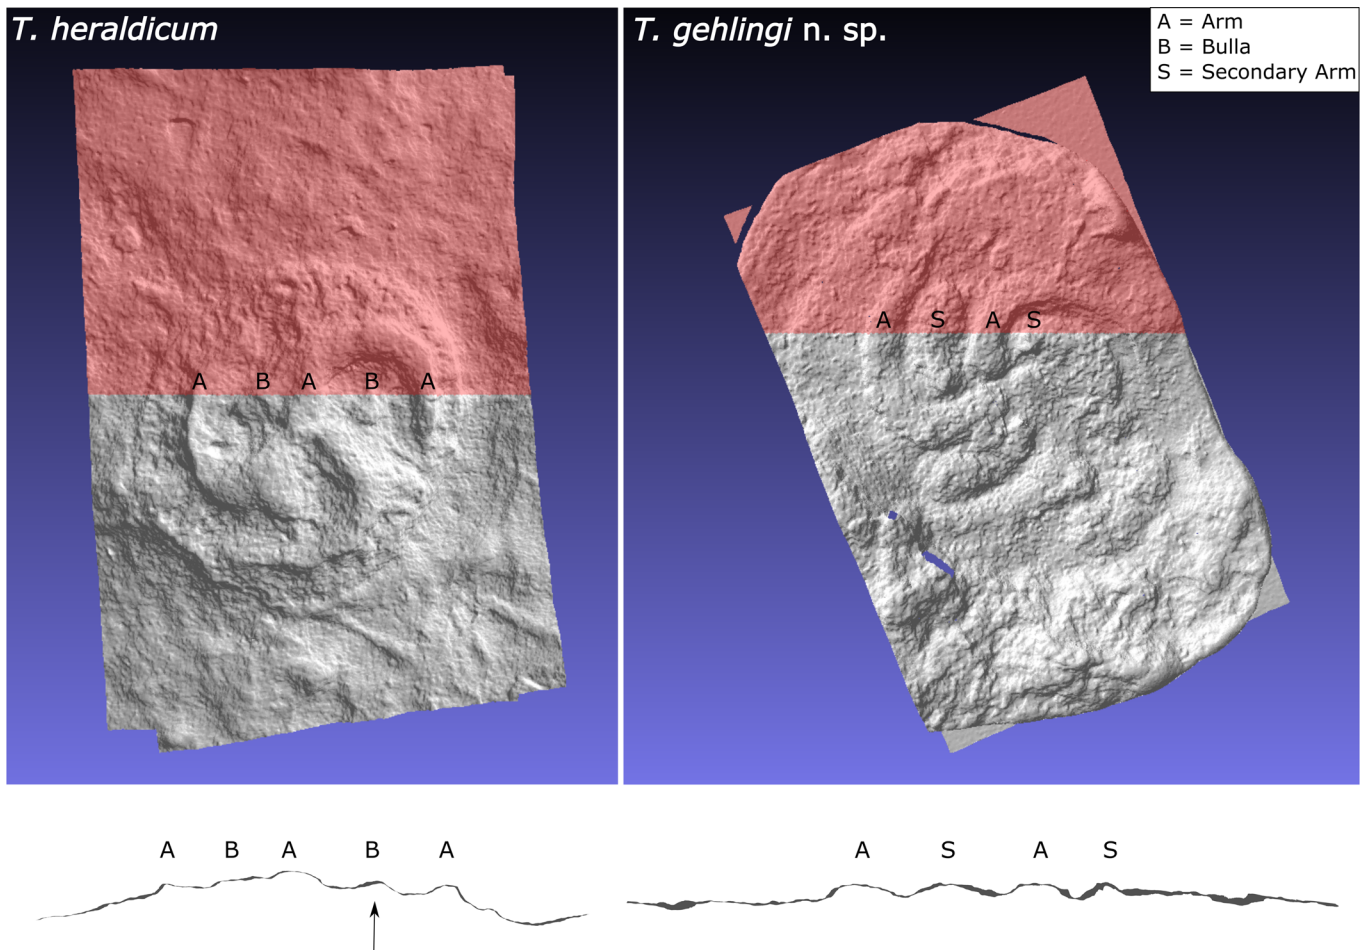 T. heraldicum
T. gehlingi n. sp.
A = Arm
B = Bulla
S = Secondary Arm
A S A S
A B A B A
A B A B A
A S A S